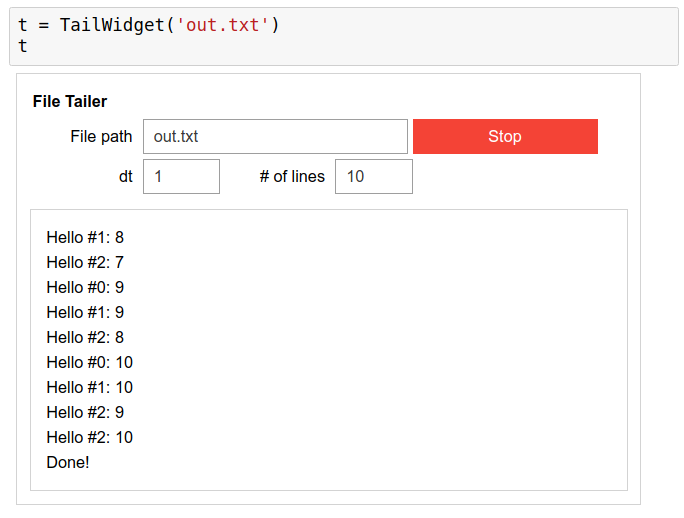 t = TailWidget('out.txt')
t
File Tailer
File path out.txt Stop
dt 1 # of lines 10
Hello #1: 8
Hello #2: 7
Hello #0: 9
Hello #1: 9
Hello #2: 8
Hello #0: 10
Hello #1: 10
Hello #2: 9
Hello #2: 10
Done!